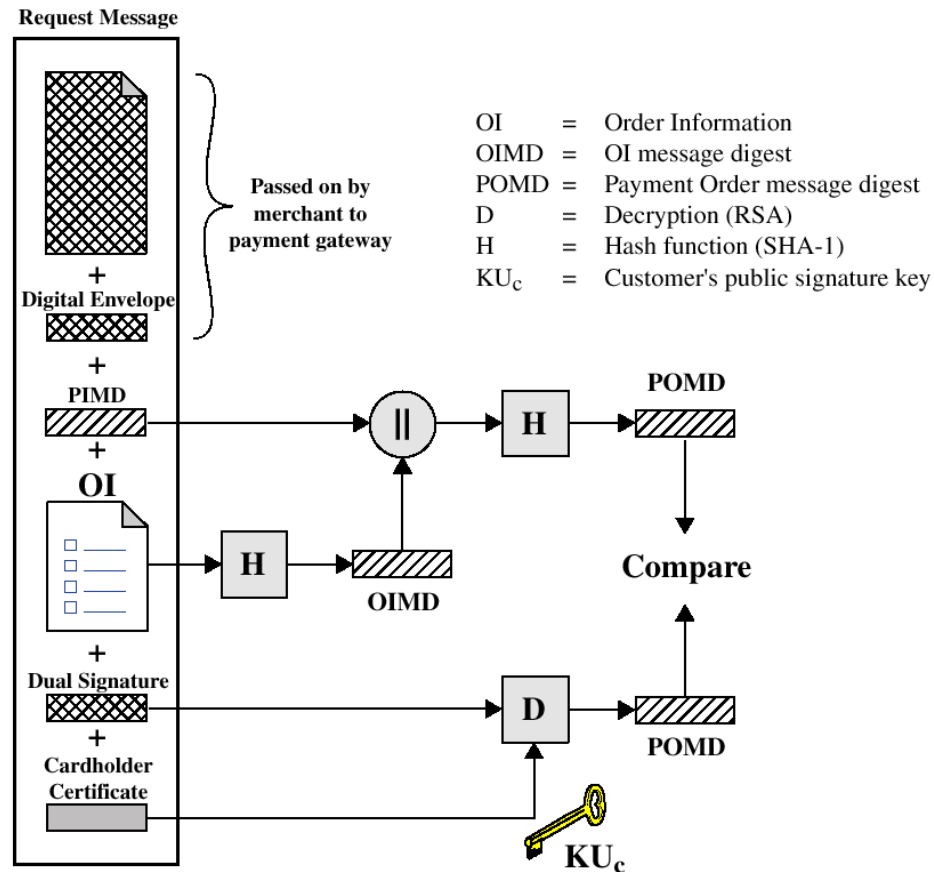 Request Message
Passed on by
merchant to
payment gateway
OI = Order Information
OIMD = OI message digest
POMD = Payment Order message digest
D = Decryption (RSA)
H = Hash function (SHA-1)
KUc = Customer's public signature key
+
Digital Envelope
+
PIMD
||
H
POMD
+
OI
H
OIMD
Compare
+
Dual Signature
D
POMD
+
Cardholder
Certificate
KUc